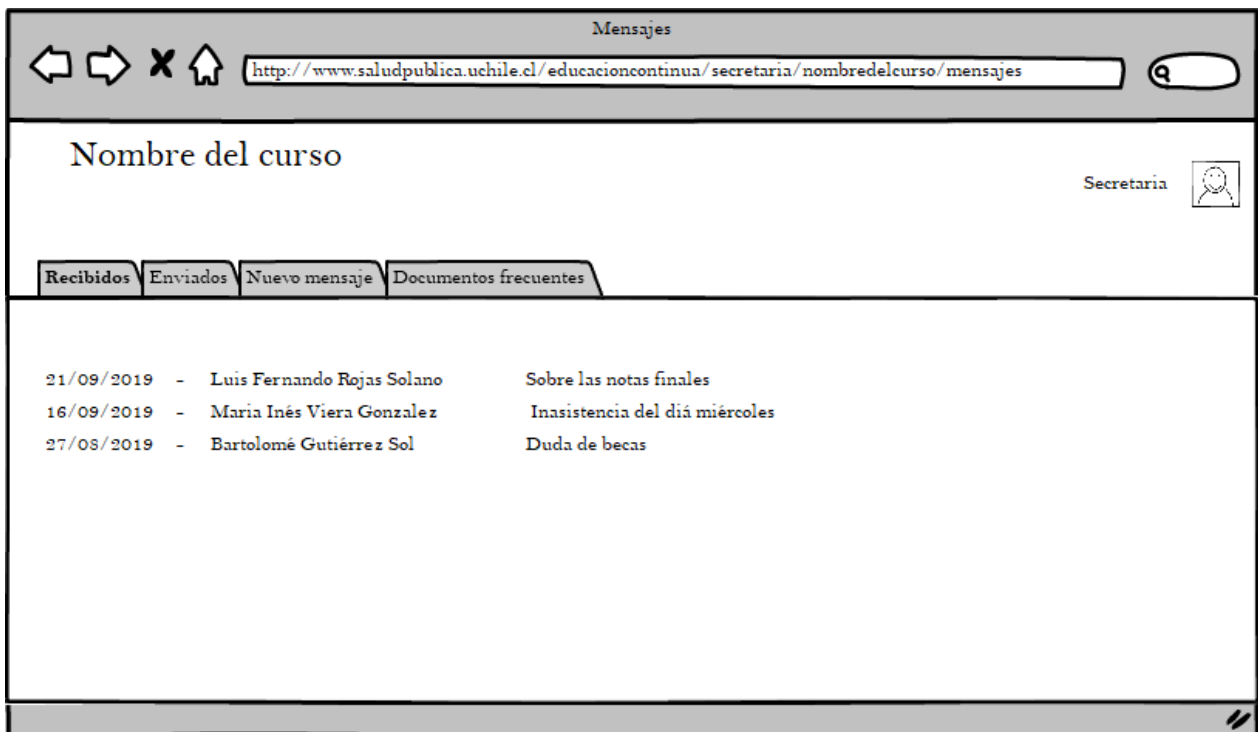 Mensajes
http://www.saludpublica.uchile.cl/educacioncontinua/secretaria/nombredelcurso/mensajes
Nombre del curso
Secretaria
Recibidos Enviados Nuevo mensaje Documentos frecuentes
21/09/2019 - Luis Fernando Rojas Solano Sobre las notas finales
16/09/2019 - Maria Inés Viera Gonzalez Inasistencia del diá miércoles
27/08/2019 - Bartolomé Gutiérrez Sol Duda de becas